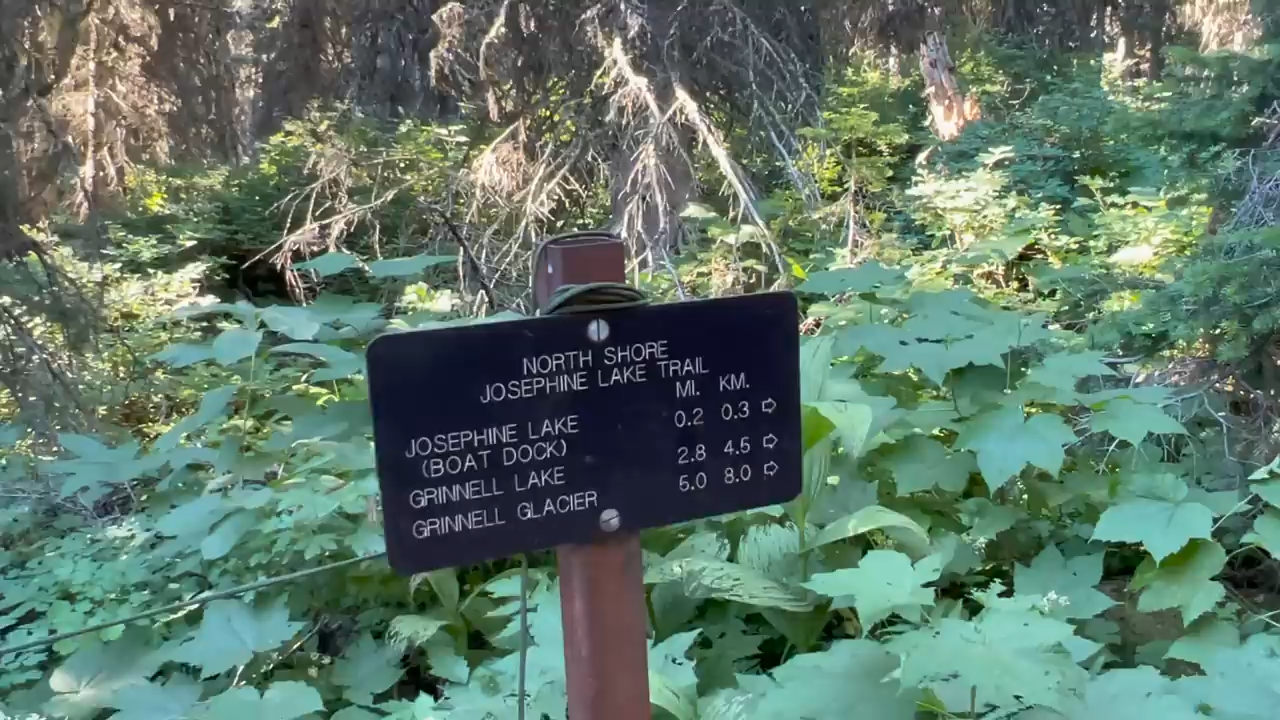 NORTH SHORE
JOSEPHINE LAKE TRAIL
MI. KM.
JOSEPHINE LAKE 0.2 0.3 ⇨
(BOAT DOCK)
GRINNELL LAKE 2.8 4.5 ⇨
GRINNELL GLACIER 5.0 8.0 ⇨